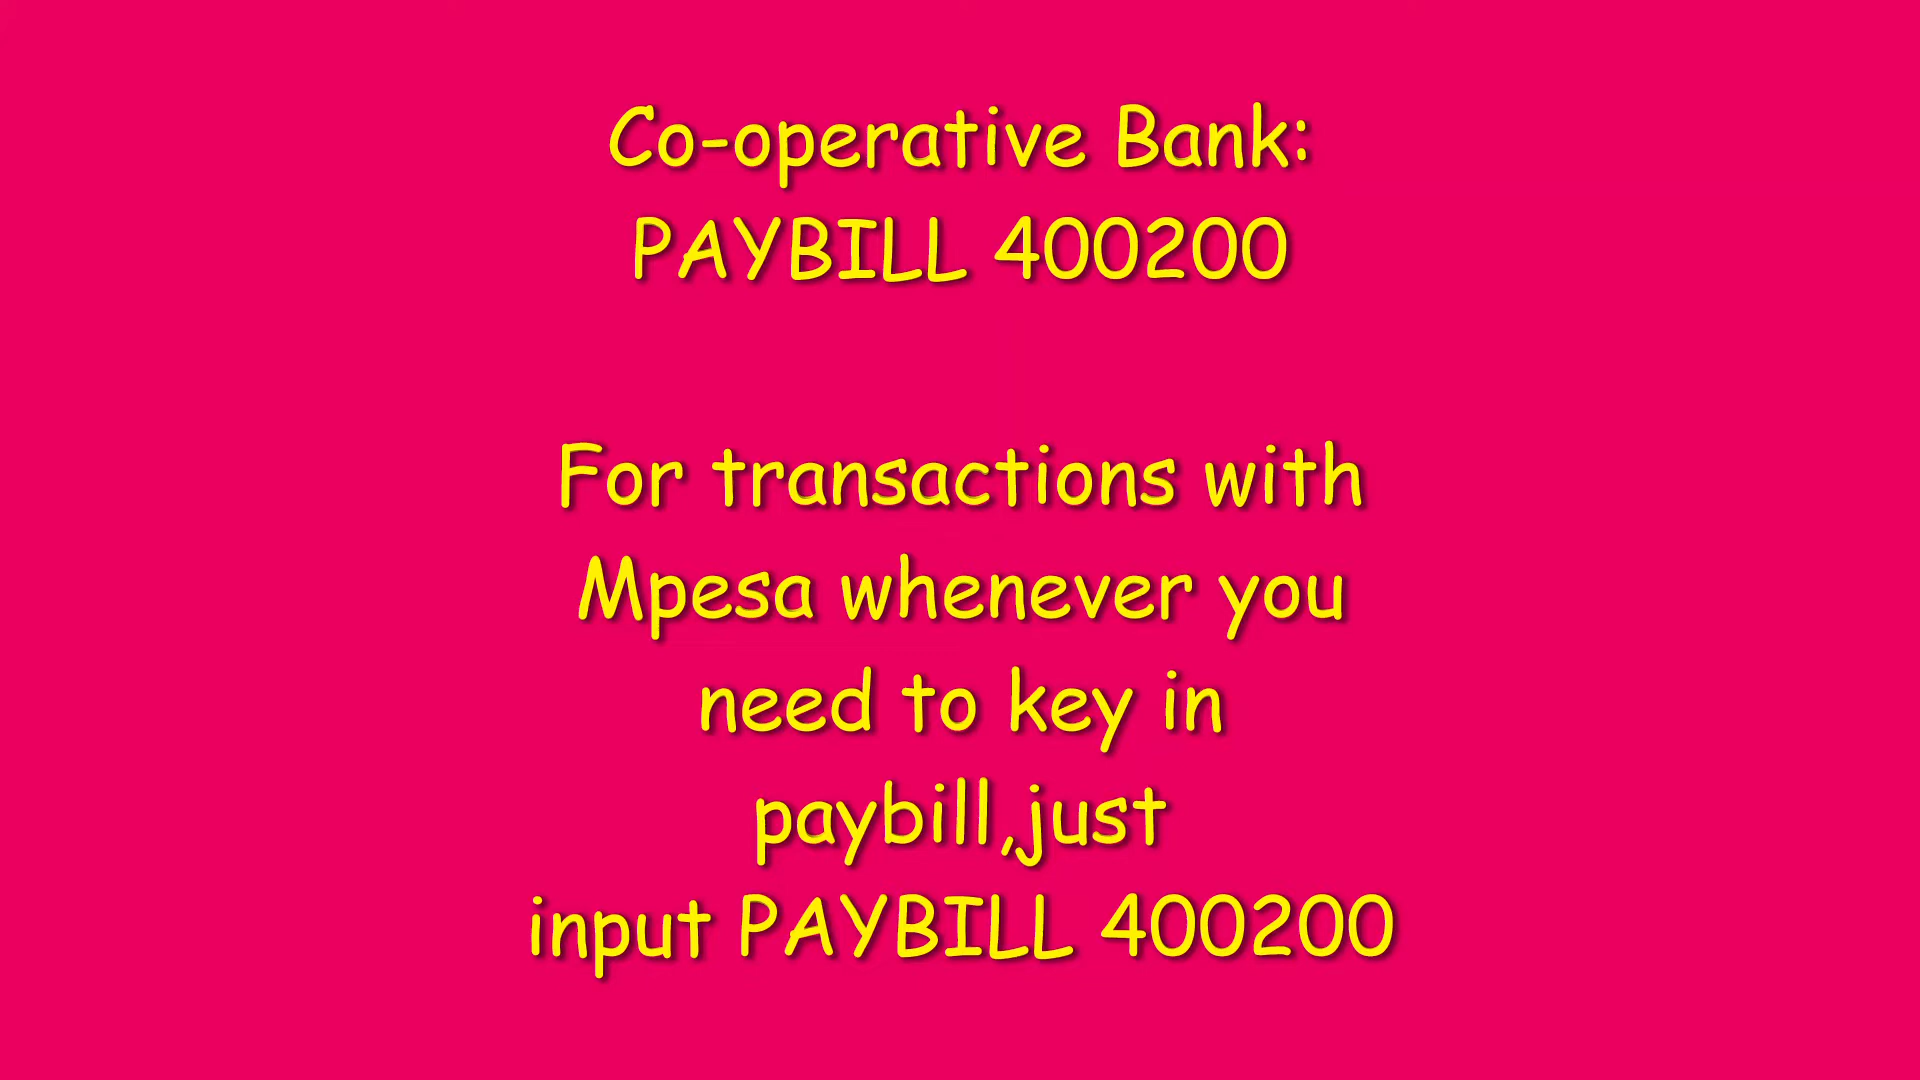 Co-operative Bank:
PAYBILL 400200
For transactions with
Mpesa whenever you
need to key in
paybill,just
input PAYBILL 400200